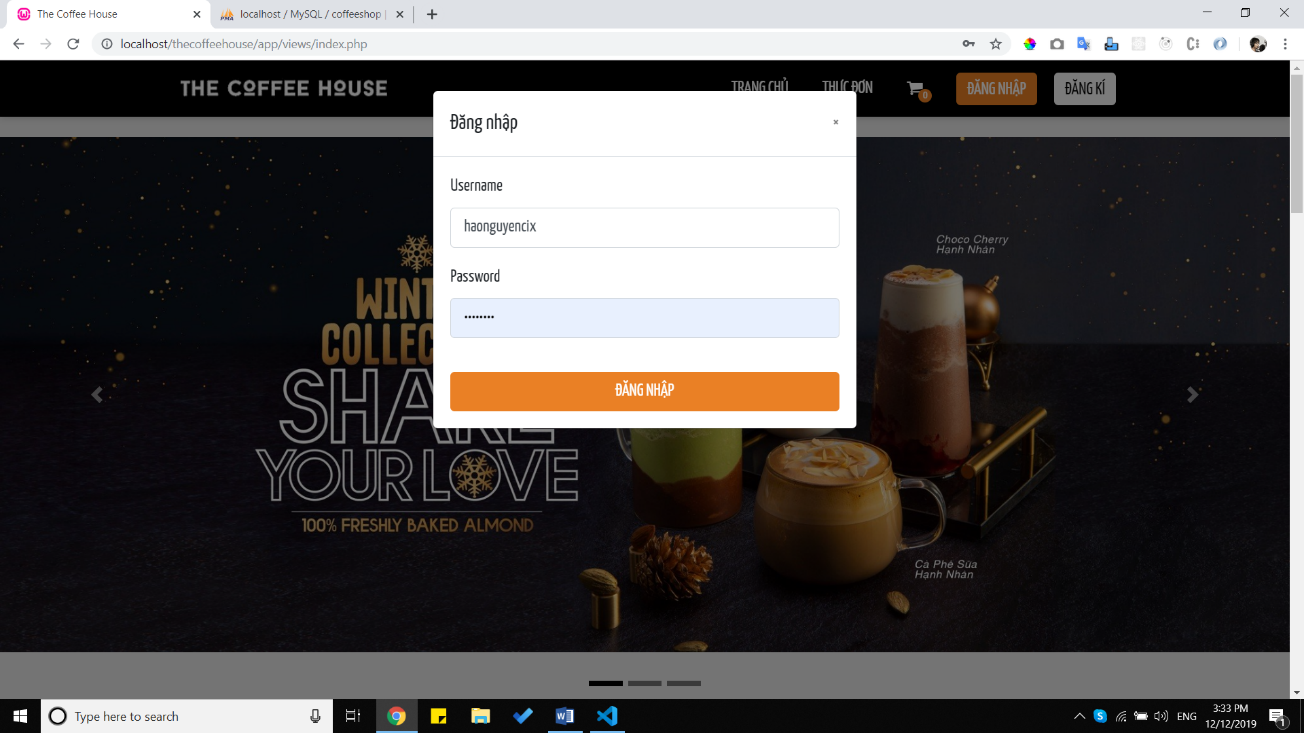 The Coffee House
localhost / MySQL / coffeeshop |
localhost/thecoffeehouse/app/views/index.php
THE COFFEE HOUSE
TRANG CHỦ
THỰC ĐƠN
0
ĐĂNG NHẬP
ĐĂNG KÍ
Đăng nhập
×
Username
haonguyencix
Password
••••••••
ĐĂNG NHẬP
Choco Cherry
Hạnh Nhân
SHARE
YOUR LOVE
100% FRESHLY BAKED ALMOND
Cà Phê Sữa
Hạnh Nhân
Type here to search
ENG
3:33 PM
12/12/2019
1